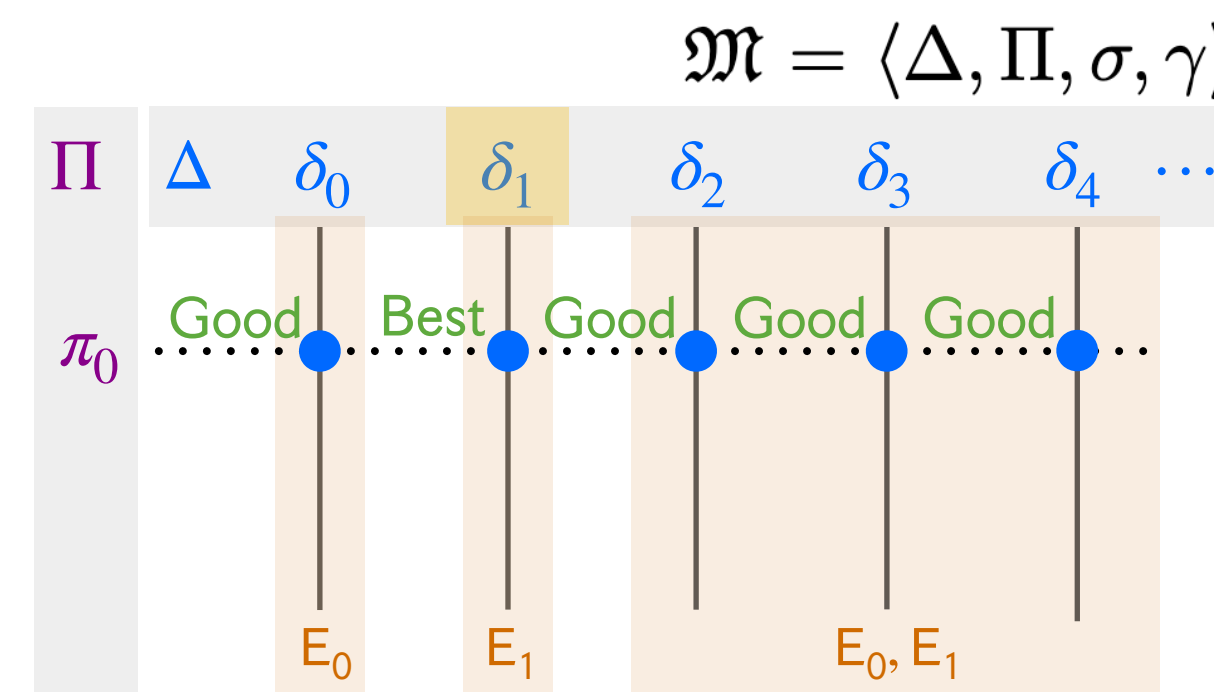 𝔐 = ⟨Δ, Π, σ, γ⟩
Π Δ δ₀ δ₁ δ₂ δ₃ δ₄ ⋯
Good Best Good Good Good
π₀
E₀ E₁ E₀, E₁